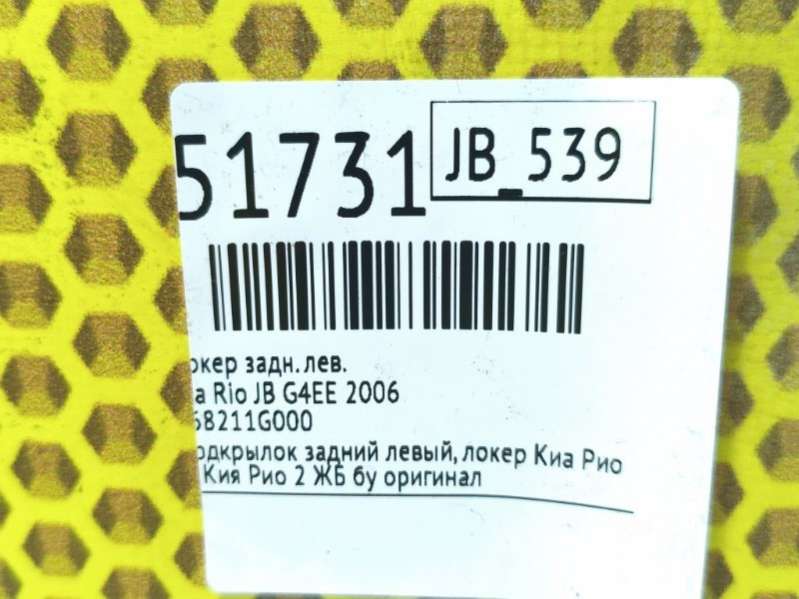 51731 JB_539
локер задн. лев.
a Rio JB G4EE 2006
68211G000
одкрылок задний левый, локер Киа Рио
Кия Рио 2 ЖБ бу оригинал